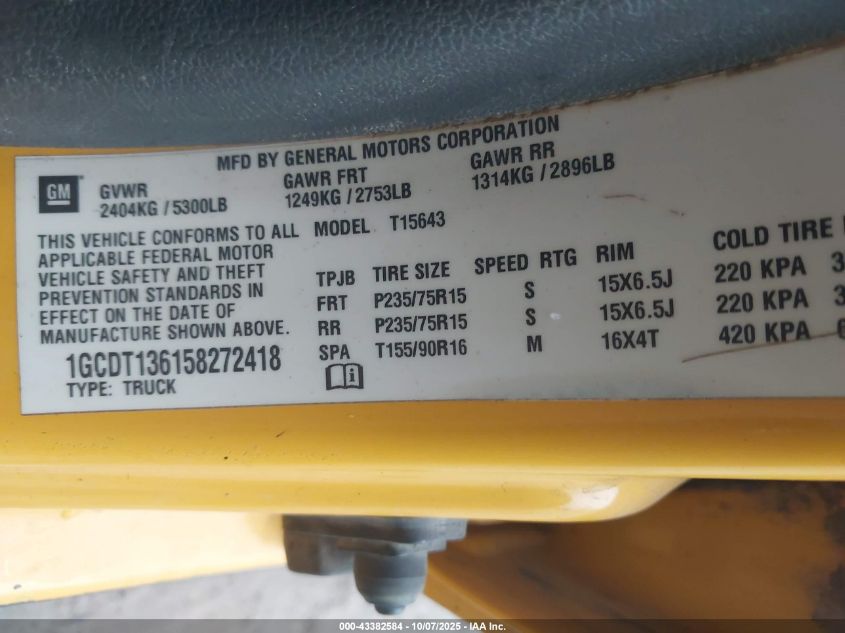 MFD BY GENERAL MOTORS CORPORATION
GM
GVWR GAWR FRT GAWR RR
2404KG / 5300LB 1249KG / 2753LB 1314KG / 2896LB
THIS VEHICLE CONFORMS TO ALL
APPLICABLE FEDERAL MOTOR
VEHICLE SAFETY AND THEFT
PREVENTION STANDARDS IN
EFFECT ON THE DATE OF
MANUFACTURE SHOWN ABOVE.
1GCDT136158272418
TYPE: TRUCK
MODEL T15643
TPJB TIRE SIZE SPEED RTG RIM COLD TIRE
FRT P235/75R15 S 15X6.5J 220 KPA 3
RR P235/75R15 S 15X6.5J 220 KPA 3
SPA T155/90R16 M 16X4T 420 KPA
000-43382584 | 10/07/2025 - IAA Inc.